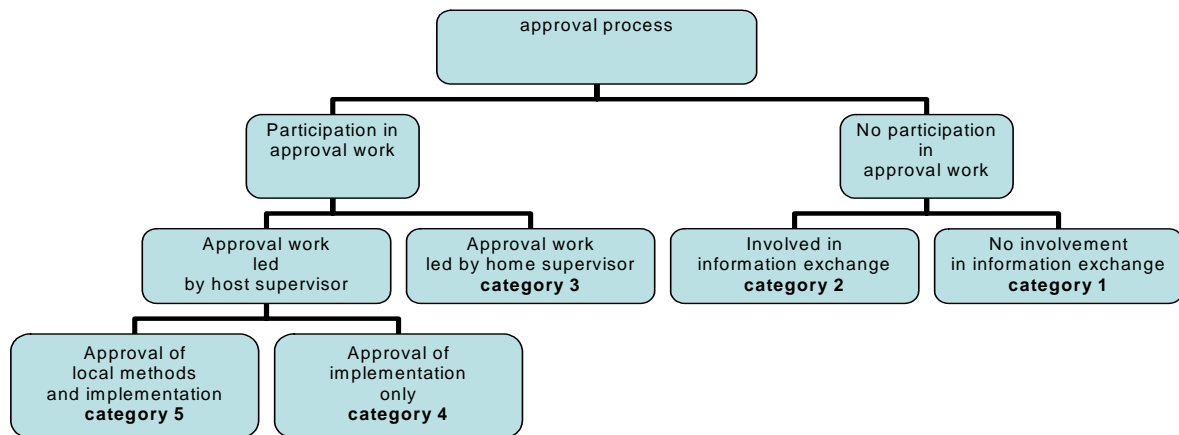 approval process
Participation in
approval work
No participation
in
approval work
Approval work
led
by host supervisor
Approval work
led by home supervisor
category 3
Involved in
information exchange
category 2
No involvement
in information exchange
category 1
Approval of
local methods
and implementation
category 5
Approval of
implementation
only
category 4